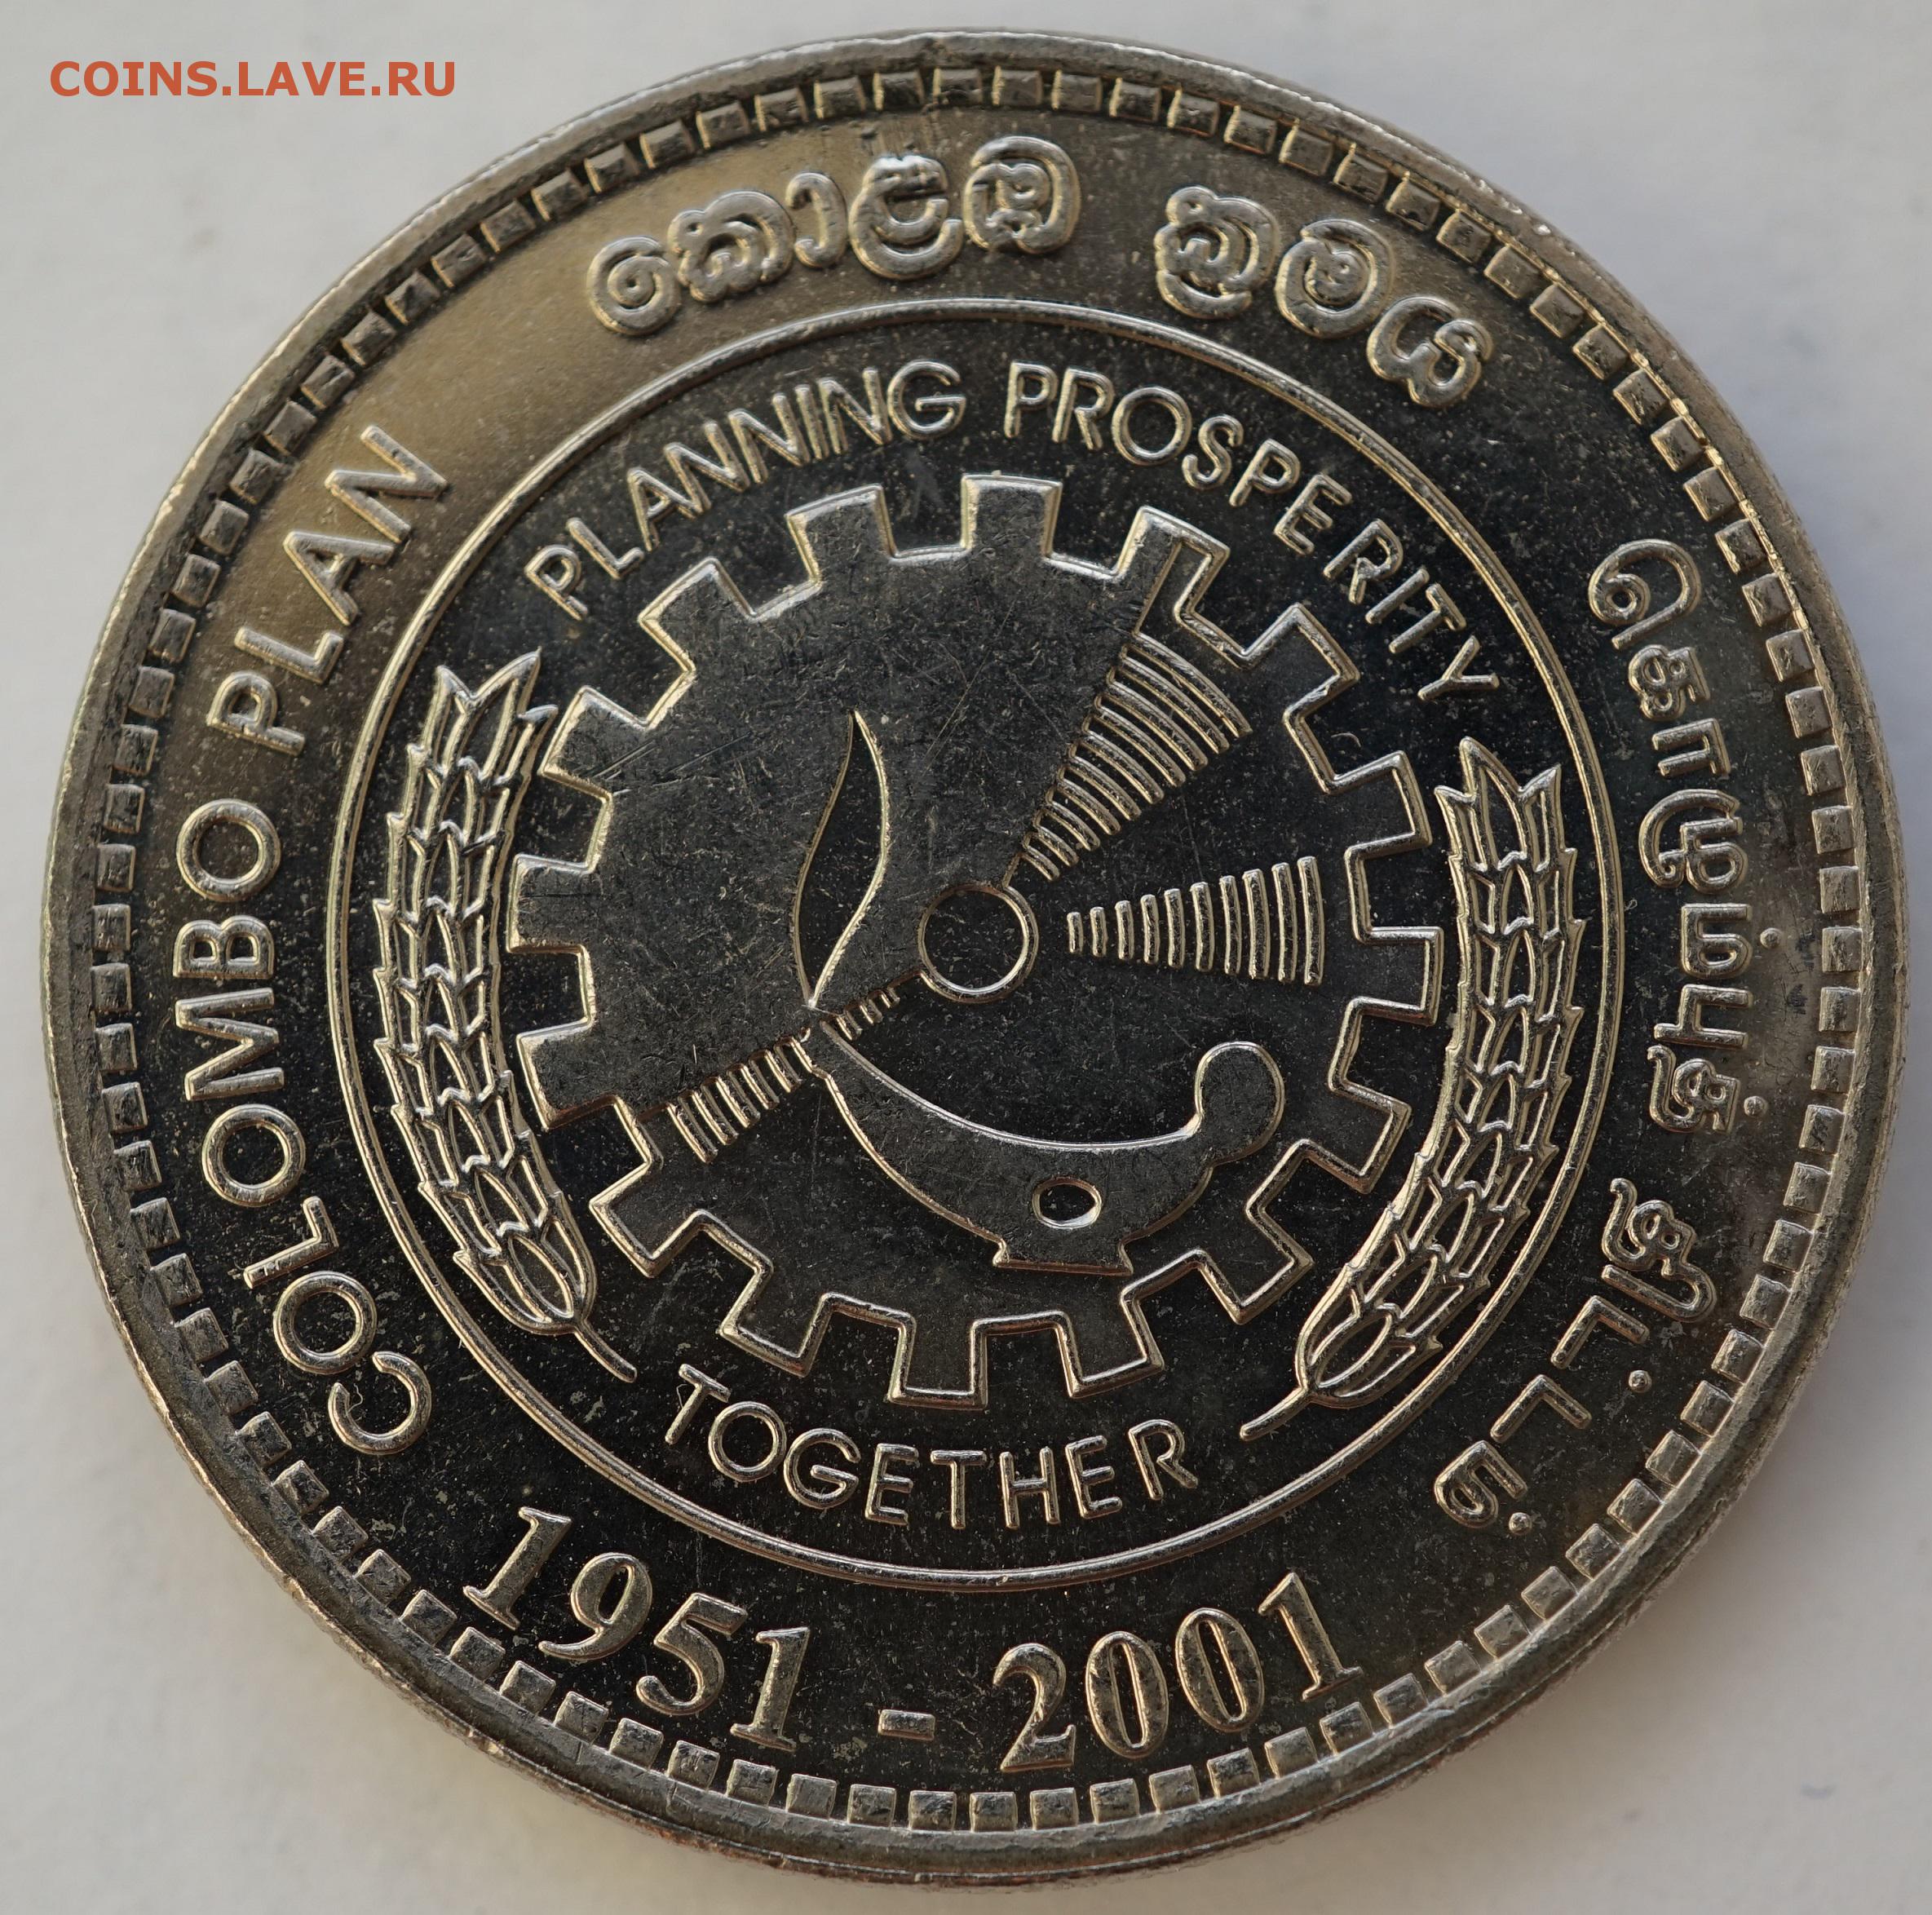 COINS.LAVE.RU
කොළඹ ක්‍රමය
COLOMBO PLAN
கொழும்புத் திட்டம்
PLANNING PROSPERITY
TOGETHER
1951 - 2001